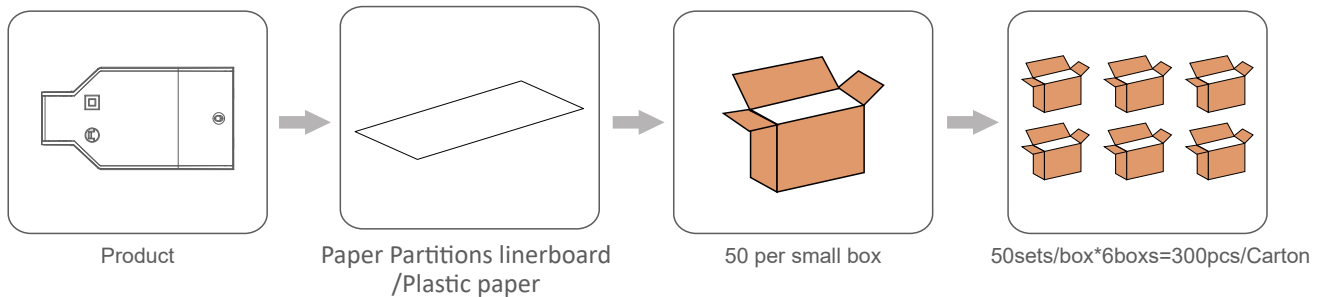 Product
Paper Partitions linerboard
/Plastic paper
50 per small box
50sets/box*6boxs=300pcs/Carton